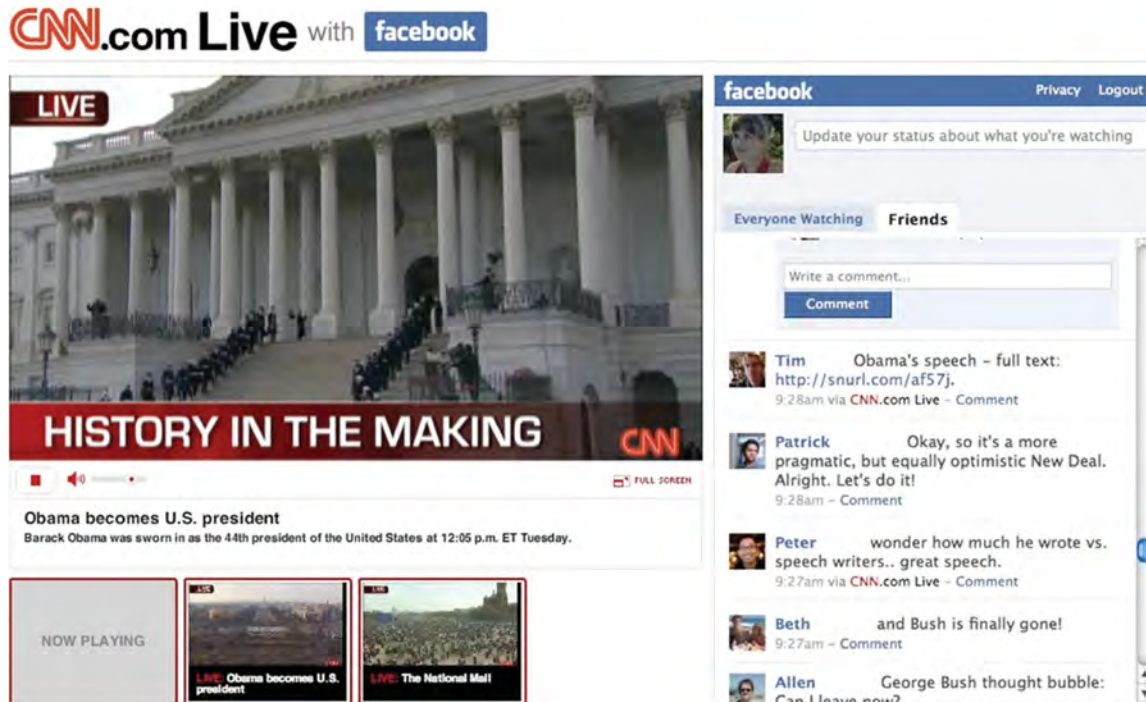 CNN.com Live with facebook
LIVE
HISTORY IN THE MAKING
CNN
FULL SCREEN
Obama becomes U.S. president
Barack Obama was sworn in as the 44th president of the United States at 12:05 p.m. ET Tuesday.
NOW PLAYING
LIVE
LIVE: Obama becomes U.S.
president
LIVE
LIVE: The National Mall
facebook Privacy Logout
Update your status about what you're watching
Everyone Watching Friends
Write a comment...
Comment
Tim Obama's speech – full text:
http://snurl.com/af57j.
9:28am via CNN.com Live – Comment
Patrick Okay, so it's a more
pragmatic, but equally optimistic New Deal.
Alright. Let's do it!
9:28am – Comment
Peter wonder how much he wrote vs.
speech writers.. great speech.
9:27am via CNN.com Live – Comment
Beth and Bush is finally gone!
9:27am – Comment
Allen George Bush thought bubble:
Can I leave now?